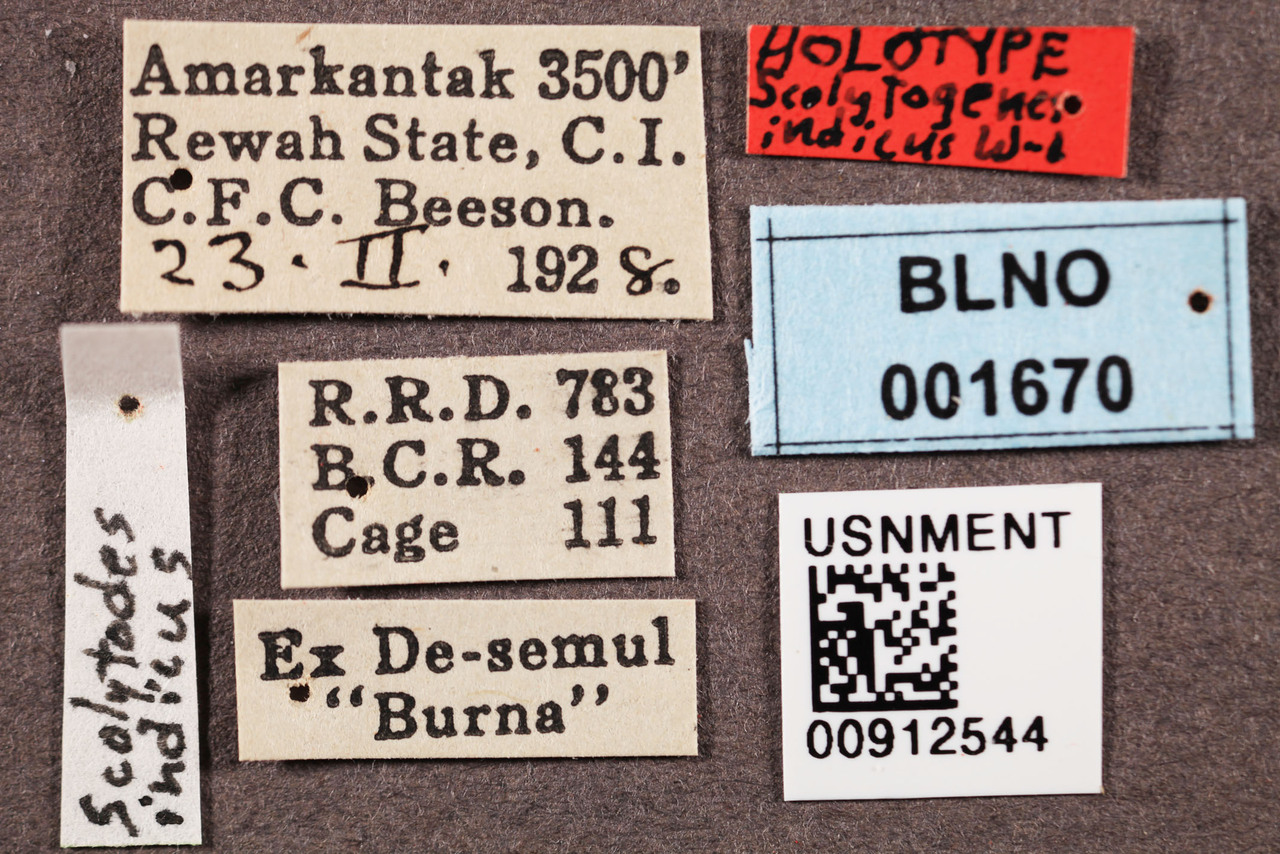 Amarkantak 3500'
Rewah State, C.I.
C.F.C. Beeson.
23. II. 1928.
HOLOTYPE
Scolytogenes
indicus W-d
BLNO
001670
R.R.D. 783
B.C.R. 144
Cage 111
Ex De-semul
"Burna"
Scolytodes
indicus
USNMENT
00912544